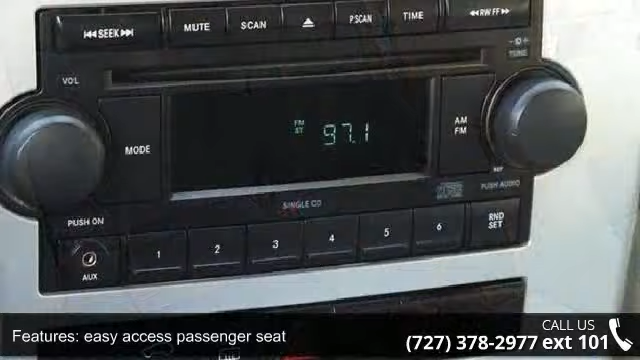 SEEK
MUTE
SCAN
P.SCAN
TIME
RW FF
TUNE
VOL
MODE
FM
ST
97.1
AM
FM
SINGLE CD
PUSH AUDIO
PUSH ON
AUX
1
2
3
4
5
6
RND
SET
Features: easy access passenger seat
CALL US
(727) 378-2977 ext 101